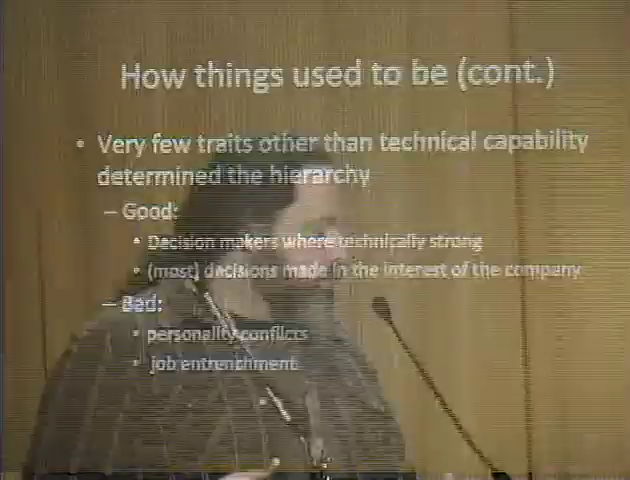 How things used to be (cont.)
• Very few traits other than technical capability
determined the hierarchy
– Good:
• Decision makers where technically strong
• (most) decisions made in the interest of the company
– Bad:
• personality conflicts
• job entrenchment